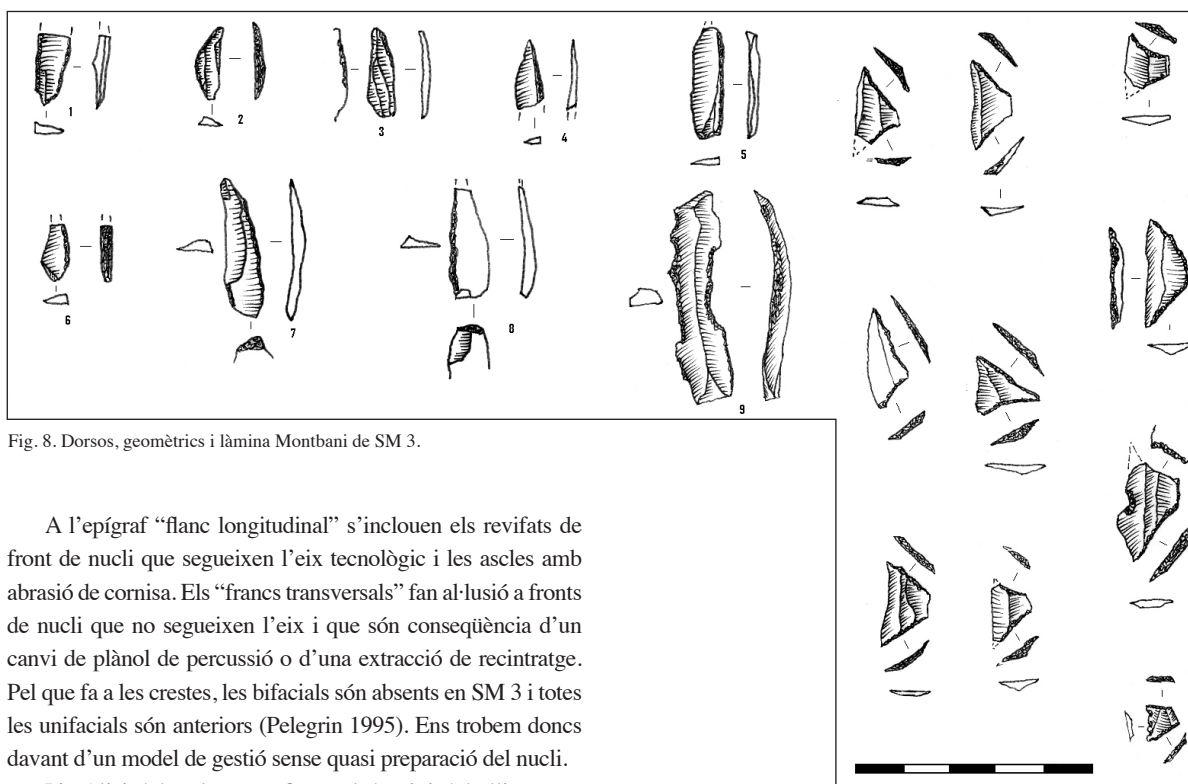 1
2
3
4
5
6
7
8
9
Fig. 8. Dorsos, geomètrics i làmina Montbani de SM 3.
A l’epígraf “flanc longitudinal” s’inclouen els revifats de
front de nucli que segueixen l’eix tecnològic i les ascles amb
abrasió de cornisa. Els “francs transversals” fan al·lusió a fronts
de nucli que no segueixen l’eix i que són conseqüència d’un
canvi de plànol de percussió o d’una extracció de recintratge.
Pel que fa a les crestes, les bifacials són absents en SM 3 i totes
les unifacials són anteriors (Pelegrin 1995). Ens trobem doncs
davant d’un model de gestió sense quasi preparació del nucli.